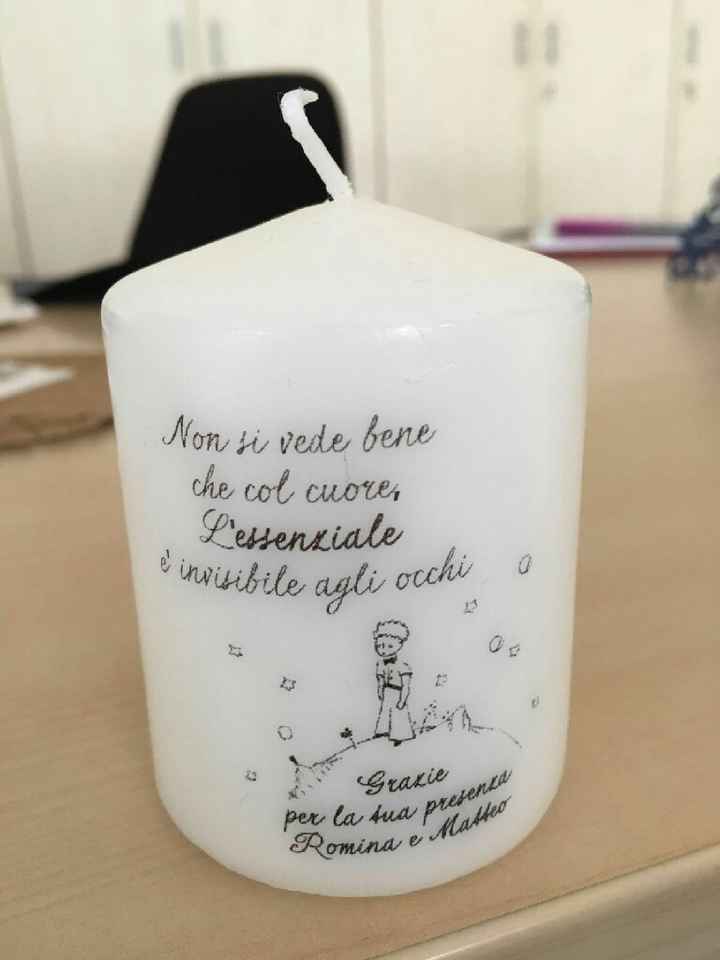 Non si vede bene
che col cuore,
L'essenziale
è invisibile agli occhi
Grazie
per la tua presenza
Romina e Matteo